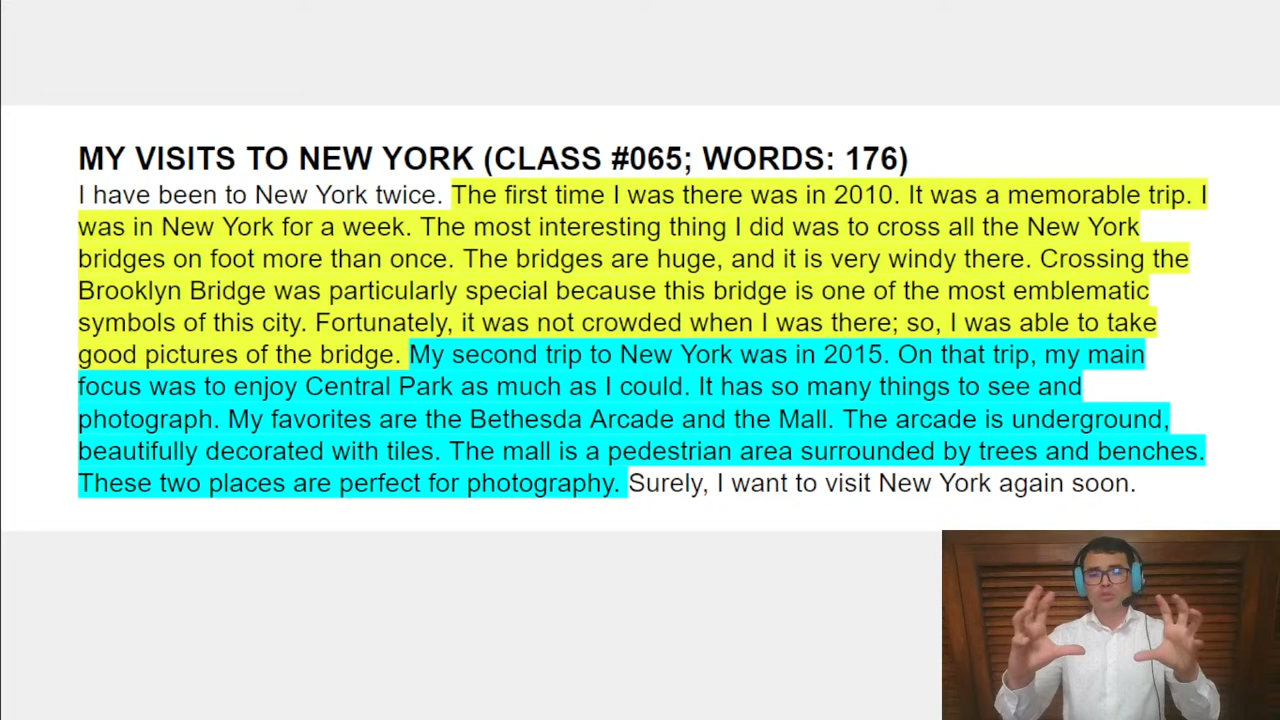 MY VISITS TO NEW YORK (CLASS #065; WORDS: 176)
I have been to New York twice. The first time I was there was in 2010. It was a memorable trip. I
was in New York for a week. The most interesting thing I did was to cross all the New York
bridges on foot more than once. The bridges are huge, and it is very windy there. Crossing the
Brooklyn Bridge was particularly special because this bridge is one of the most emblematic
symbols of this city. Fortunately, it was not crowded when I was there; so, I was able to take
good pictures of the bridge. My second trip to New York was in 2015. On that trip, my main
focus was to enjoy Central Park as much as I could. It has so many things to see and
photograph. My favorites are the Bethesda Arcade and the Mall. The arcade is underground,
beautifully decorated with tiles. The mall is a pedestrian area surrounded by trees and benches.
These two places are perfect for photography. Surely, I want to visit New York again soon.